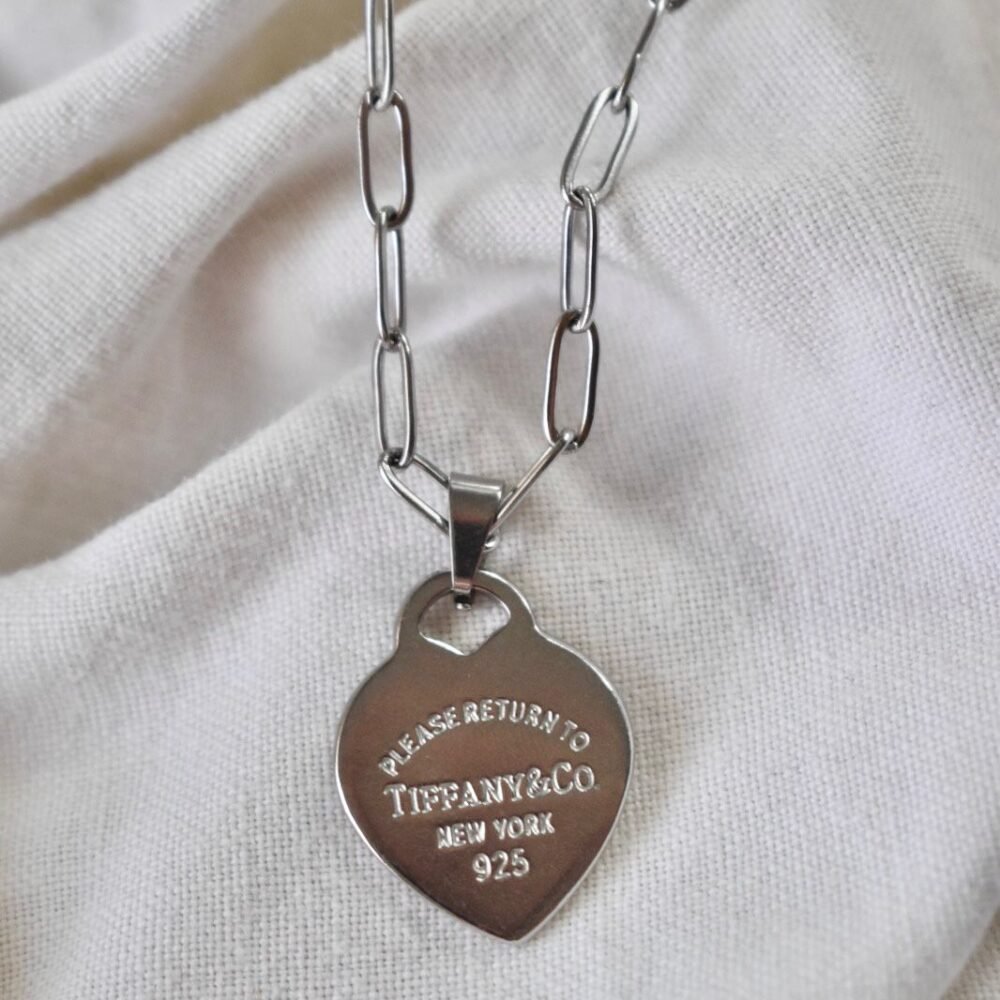 PLEASE RETURN TO
TIFFANY & CO.
NEW YORK
925